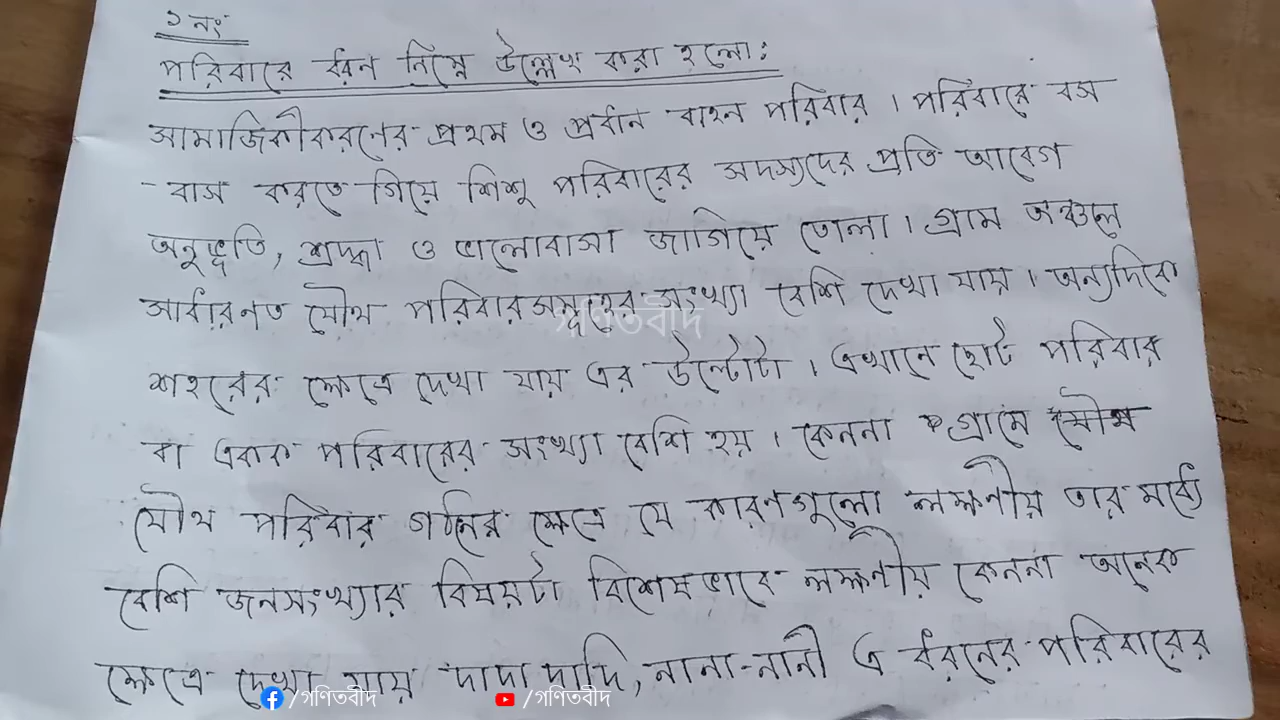 ১নং
পরিবারে ধরন নিম্নে উল্লেখ করা হলো:
সামাজিকীকরণের প্রথম ও প্রধান বাহন পরিবার । পরিবারে বস
- বাস করতে গিয়ে শিশু পরিবারের সদস্যদের প্রতি আবেগ
অনুভূতি, শ্রদ্ধা ও ভালোবাসা জাগিয়ে তোলা । গ্রাম অঞ্চলে
সাধারণত যৌথ পরিবারসমূহের সংখ্যা বেশি দেখা যায় । অন্যদিকে
গণিতবীদ
শহরের ক্ষেত্রে দেখা যায় এর উল্টোটা । এখানে ছোট পরিবার
বা একক পরিবারের সংখ্যা বেশি হয় । কেননা গ্রামে যৌথ
যৌথ পরিবার গঠনের ক্ষেত্রে যে কারণগুলো লক্ষণীয় তার মধ্যে
বেশি জনসংখ্যার বিষয়টা বিশেষভাবে লক্ষণীয় কেননা অনেক
ক্ষেত্রে দেখা যায় দাদা দাদি, নানা-নানী এ ধরনের পরিবারের
/গণিতবীদ
/গণিতবীদ